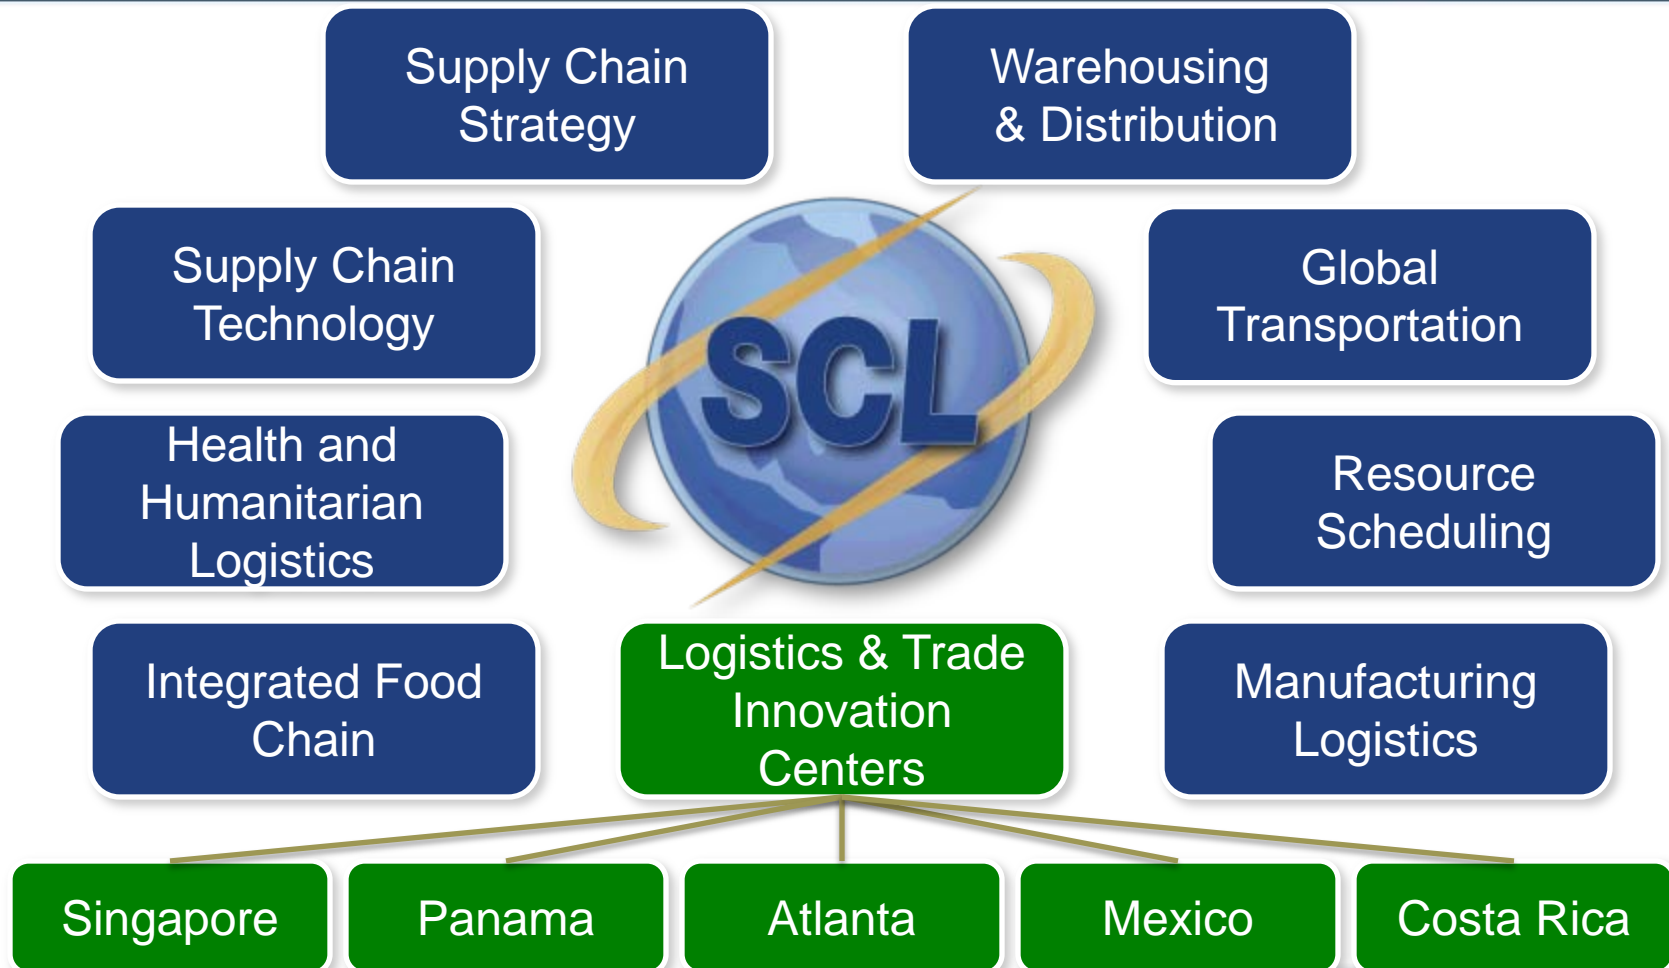 Supply Chain
Strategy
Warehousing
& Distribution
Supply Chain
Technology
Global
Transportation
SCL
Health and
Humanitarian
Logistics
Resource
Scheduling
Integrated Food
Chain
Logistics & Trade
Innovation
Centers
Manufacturing
Logistics
Singapore
Panama
Atlanta
Mexico
Costa Rica